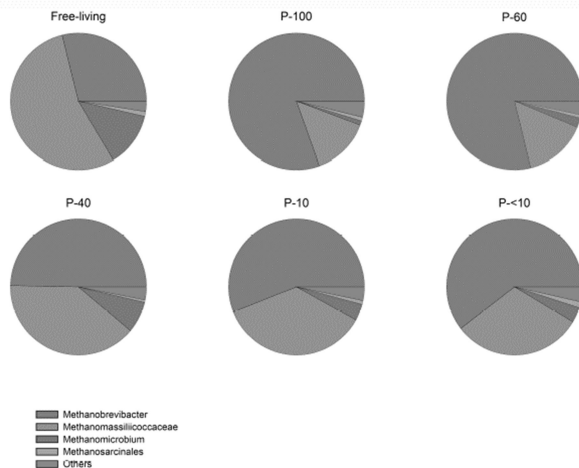 Free-living
P-100
P-60
P-40
P-10
P-<10
Methanobrevibacter
Methanomassiliicoccaceae
Methanomicrobium
Methanosarcinales
Others